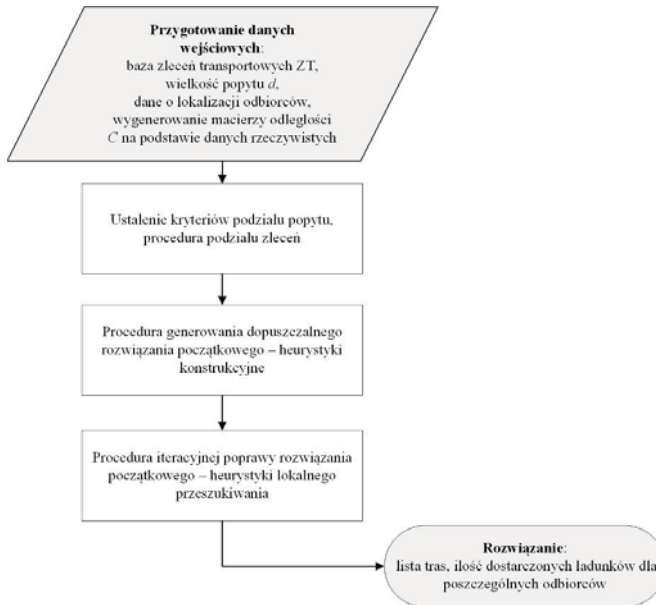 Przygotowanie danych
wejściowych:
baza zleceń transportowych ZT,
wielkość popytu d,
dane o lokalizacji odbiorców,
wygenerowanie macierzy odległości
C na podstawie danych rzeczywistych
Ustalenie kryteriów podziału popytu,
procedura podziału zleceń
Procedura generowania dopuszczalnego
rozwiązania początkowego – heurystyki
konstrukcyjne
Procedura iteracyjnej poprawy rozwiązania
początkowego – heurystyki lokalnego
przeszukiwania
Rozwiązanie:
lista tras, ilość dostarczonych ładunków dla
poszczególnych odbiorców